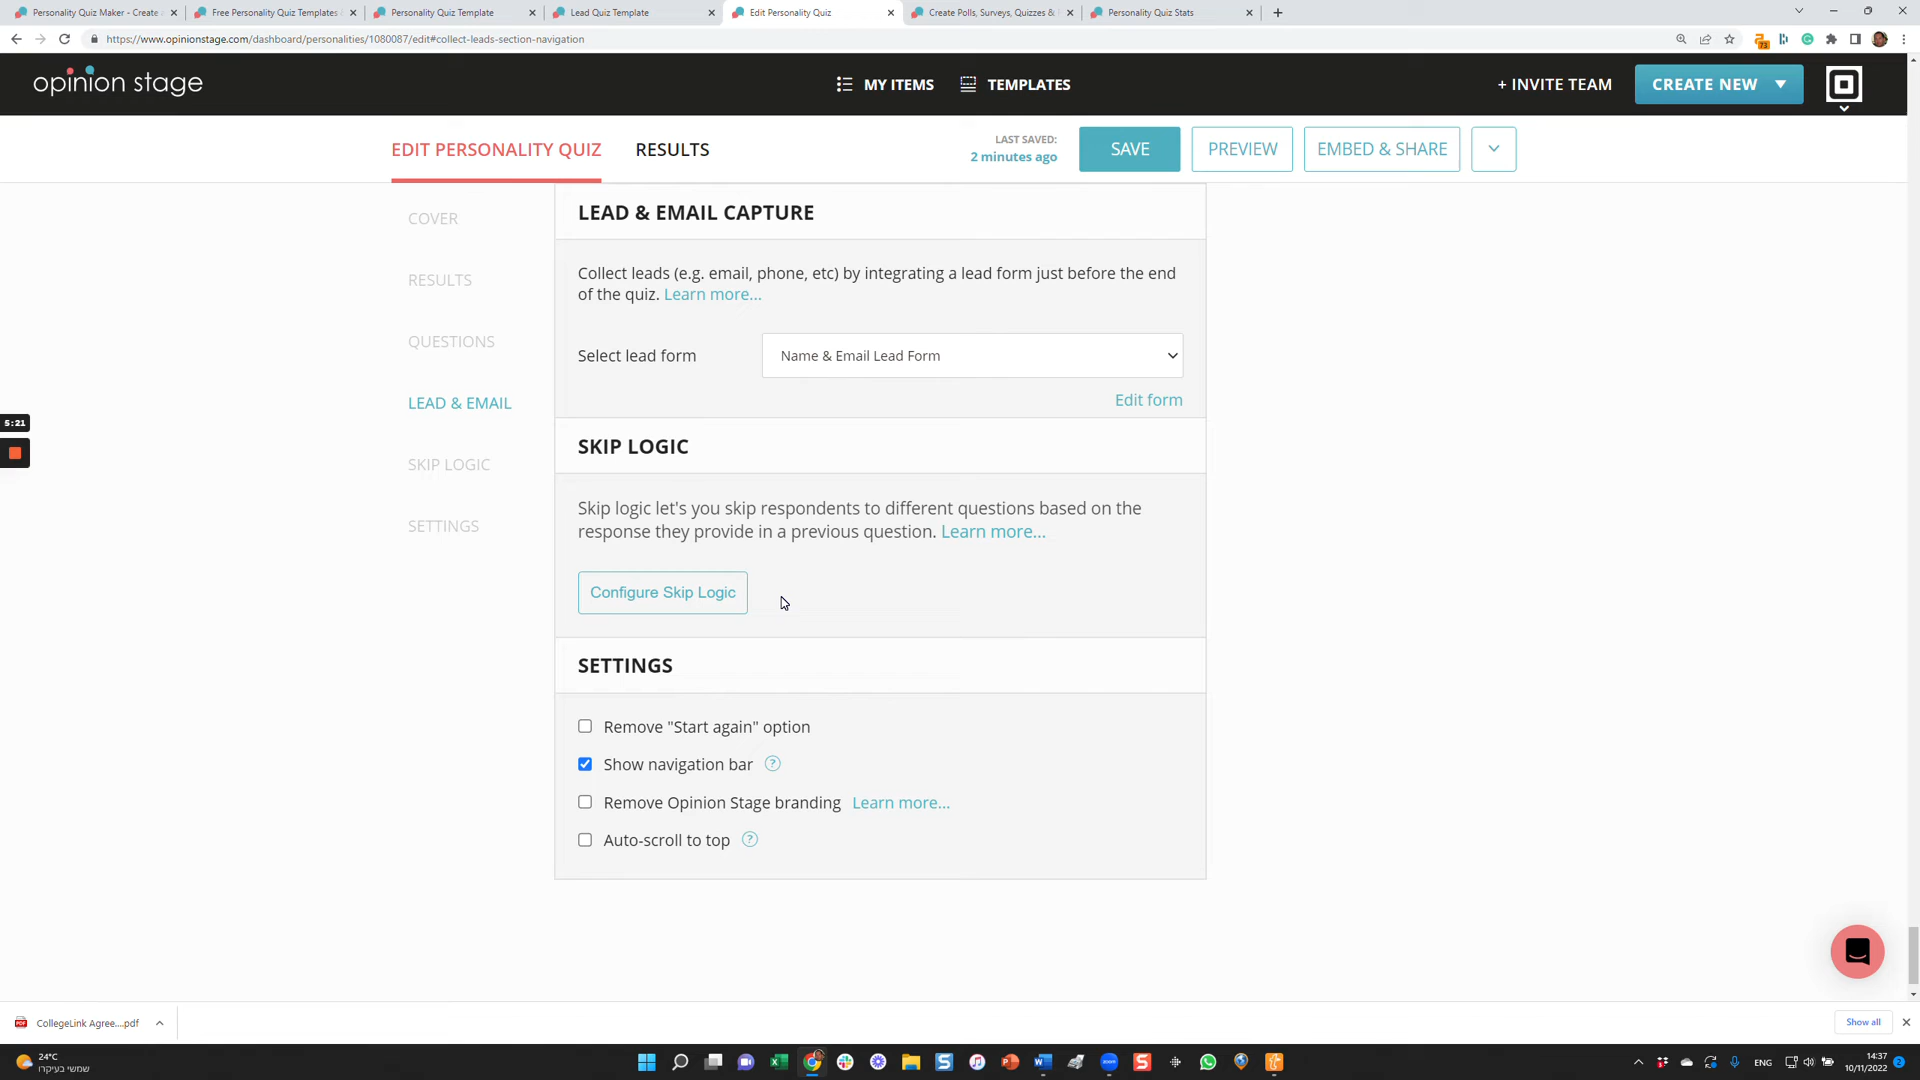 Personality Quiz Maker - Create
Free Personality Quiz Templates
Personality Quiz Template
Lead Quiz Template
Edit Personality Quiz
Create Polls, Surveys, Quizzes &
Personality Quiz Stats
https://www.opinionstage.com/dashboard/personalities/1080087/edit#collect-leads-section-navigation
73
opinion stage
MY ITEMS
TEMPLATES
+ INVITE TEAM
CREATE NEW
EDIT PERSONALITY QUIZ
RESULTS
LAST SAVED:
2 minutes ago
SAVE
PREVIEW
EMBED & SHARE
COVER
RESULTS
QUESTIONS
LEAD & EMAIL
SKIP LOGIC
SETTINGS
5:21
LEAD & EMAIL CAPTURE
Collect leads (e.g. email, phone, etc) by integrating a lead form just before the end
of the quiz. Learn more...
Select lead form
Name & Email Lead Form
Edit form
SKIP LOGIC
Skip logic let's you skip respondents to different questions based on the
response they provide in a previous question. Learn more...
Configure Skip Logic
SETTINGS
Remove "Start again" option
Show navigation bar ?
Remove Opinion Stage branding Learn more...
Auto-scroll to top ?
CollegeLink Agree....pdf
Show all
24°C
שמשי בעיקרו
ENG
14:37
10/11/2022
2